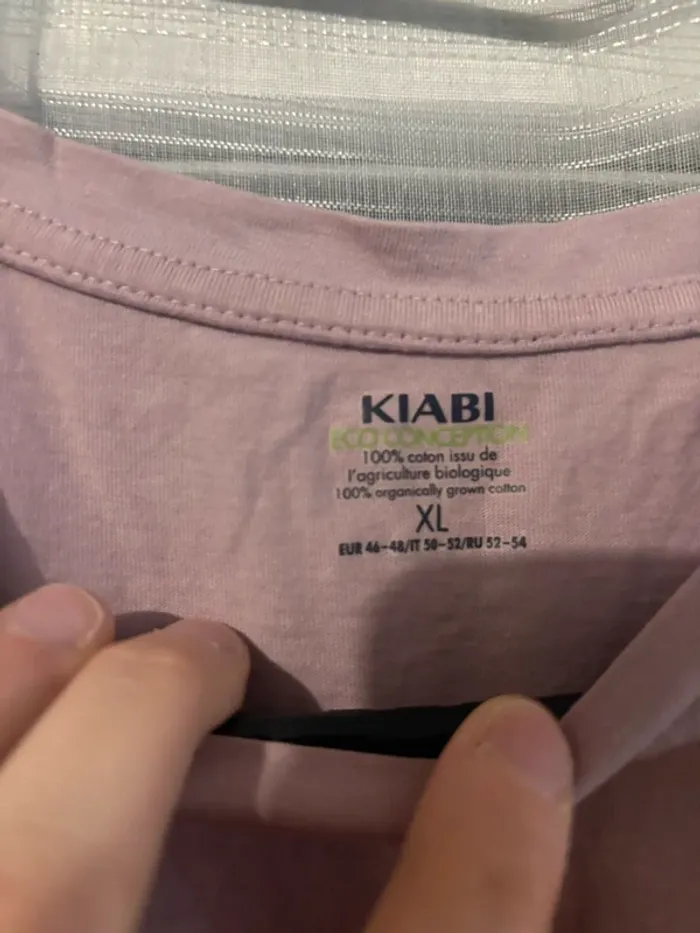 KIABI
ECO CONCEPTION
100% coton issu de
l'agriculture biologique
100% organically grown cotton
XL
EUR 46-48/IT 50-52/RU 52-54